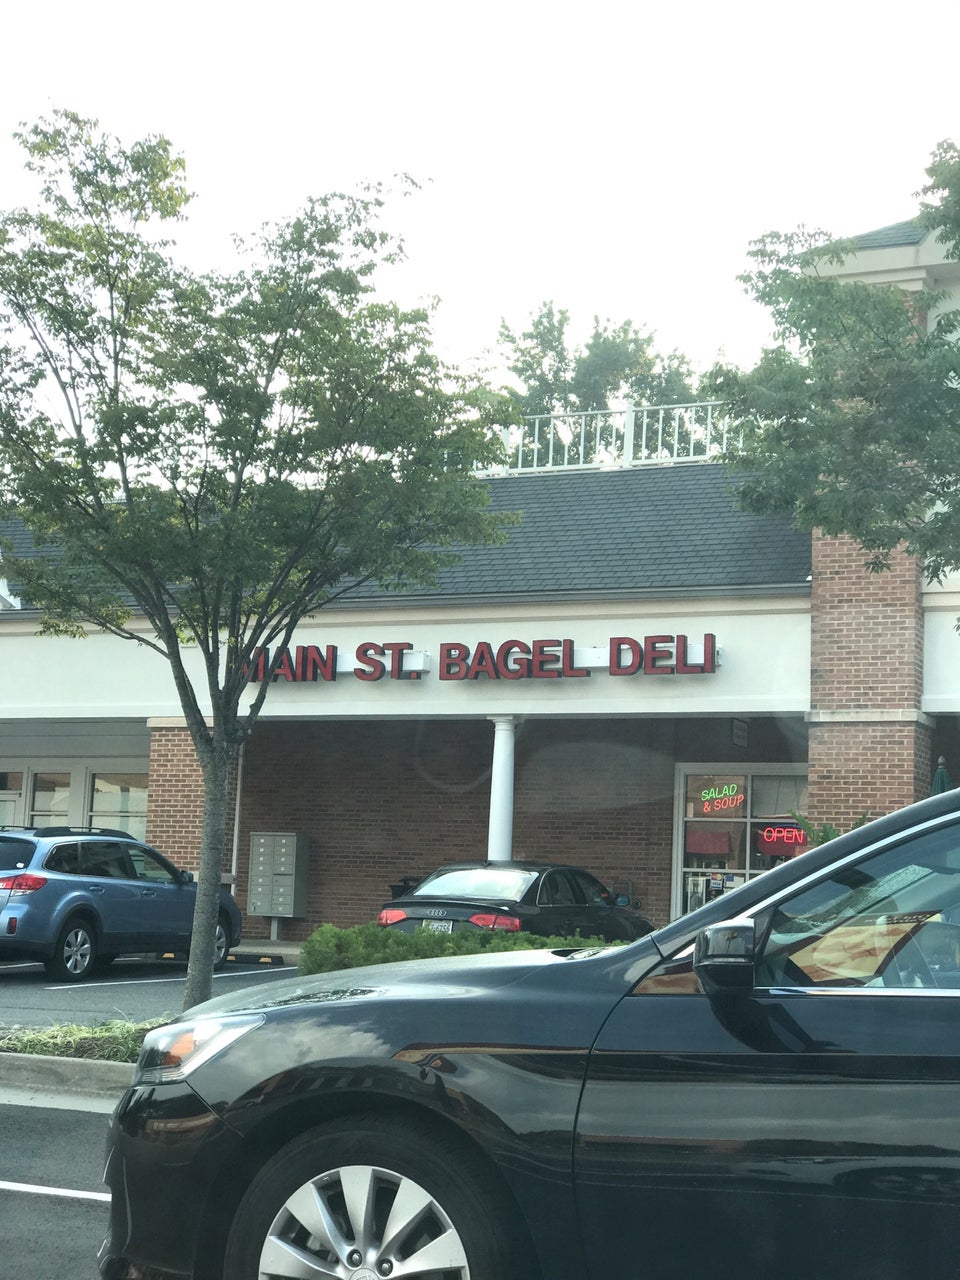 MAIN ST. BAGEL DELI
SALAD
& SOUP
OPEN